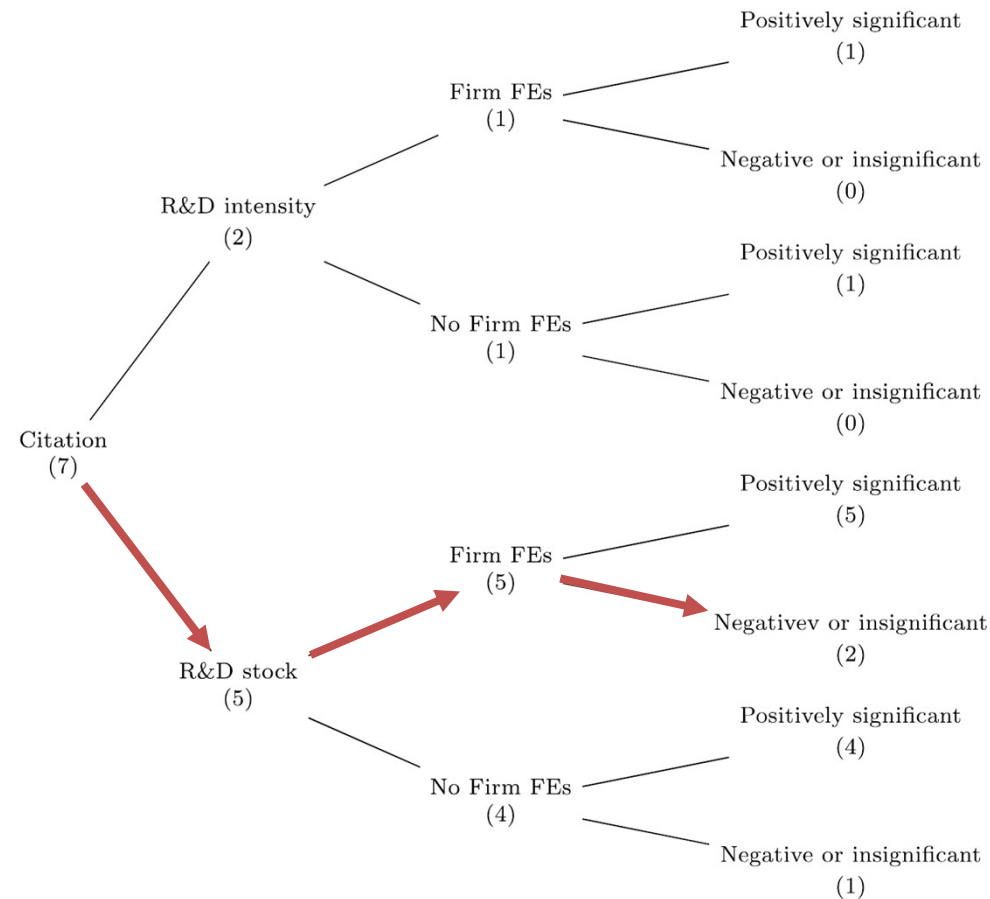 Positively significant
(1)
Firm FEs
(1)
Negative or insignificant
(0)
R&D intensity
(2)
Positively significant
(1)
No Firm FEs
(1)
Negative or insignificant
(0)
Citation
(7)
Positively significant
(5)
Firm FEs
(5)
Negativev or insignificant
(2)
R&D stock
(5)
Positively significant
(4)
No Firm FEs
(4)
Negative or insignificant
(1)